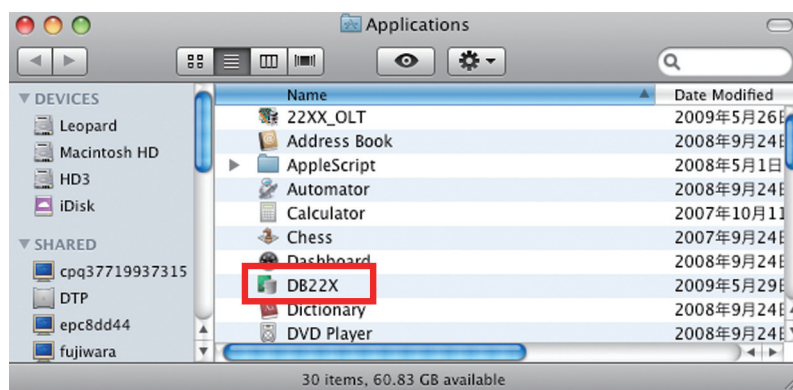 Applications
DEVICES
Leopard
Macintosh HD
HD3
iDisk
SHARED
cpq37719937315
DTP
epc8dd44
fujiwara
Name Date Modified
22XX_OLT 2009年5月26日
Address Book 2008年9月24日
AppleScript 2008年5月1日
Automator 2008年9月24日
Calculator 2007年10月11
Chess 2007年9月24日
Dashboard 2008年9月24日
DB22X 2009年5月29日
Dictionary 2008年9月24日
DVD Player 2008年9月24日
30 items, 60.83 GB available